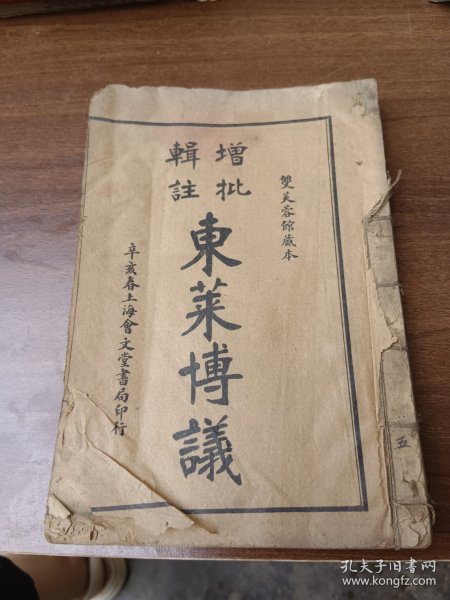 雙芙蓉館藏本
增批
輯註
東萊博議
辛亥春上海會文堂書局印行
五
孔夫子旧书网
www.kongfz.com